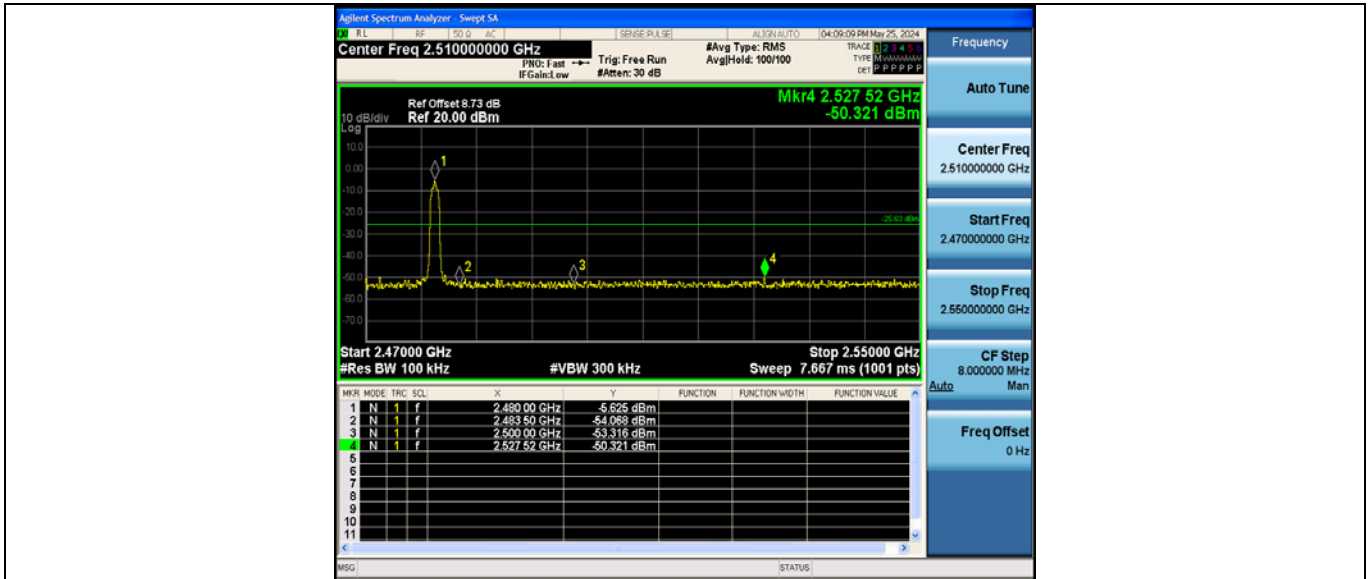 Agilent Spectrum Analyzer - Swept SA
RL RF 50 Ω AC SENSE:PULSE ALIGN AUTO 04:09:09 PM May 25, 2024
Center Freq 2.510000000 GHz
PNO: Fast
IFGain:Low
Trig: Free Run
#Atten: 30 dB
#Avg Type: RMS
Avg|Hold: 100/100
TRACE 1 2 3 4 5 6
TYPE MWWWWW
DET P P P P P P
Mkr4 2.527 52 GHz
-50.321 dBm
Ref Offset 8.73 dB
10 dB/div Ref 20.00 dBm
Log
10.0
0.00
-10.0
-20.0
-30.0
-40.0
-50.0
-60.0
-70.0
1
2
3
4
-25.63 dBm
Start 2.47000 GHz Stop 2.55000 GHz
#Res BW 100 kHz #VBW 300 kHz Sweep 7.667 ms (1001 pts)
MKR MODE TRC SCL X Y FUNCTION FUNCTION WIDTH FUNCTION VALUE
1 N 1 f 2.480 00 GHz -5.625 dBm
2 N 1 f 2.483 50 GHz -54.068 dBm
3 N 1 f 2.500 00 GHz -53.316 dBm
4 N 1 f 2.527 52 GHz -50.321 dBm
5
6
7
8
9
10
11
MSG STATUS
Frequency
Auto Tune
Center Freq
2.510000000 GHz
Start Freq
2.470000000 GHz
Stop Freq
2.550000000 GHz
CF Step
8.000000 MHz
Auto Man
Freq Offset
0 Hz